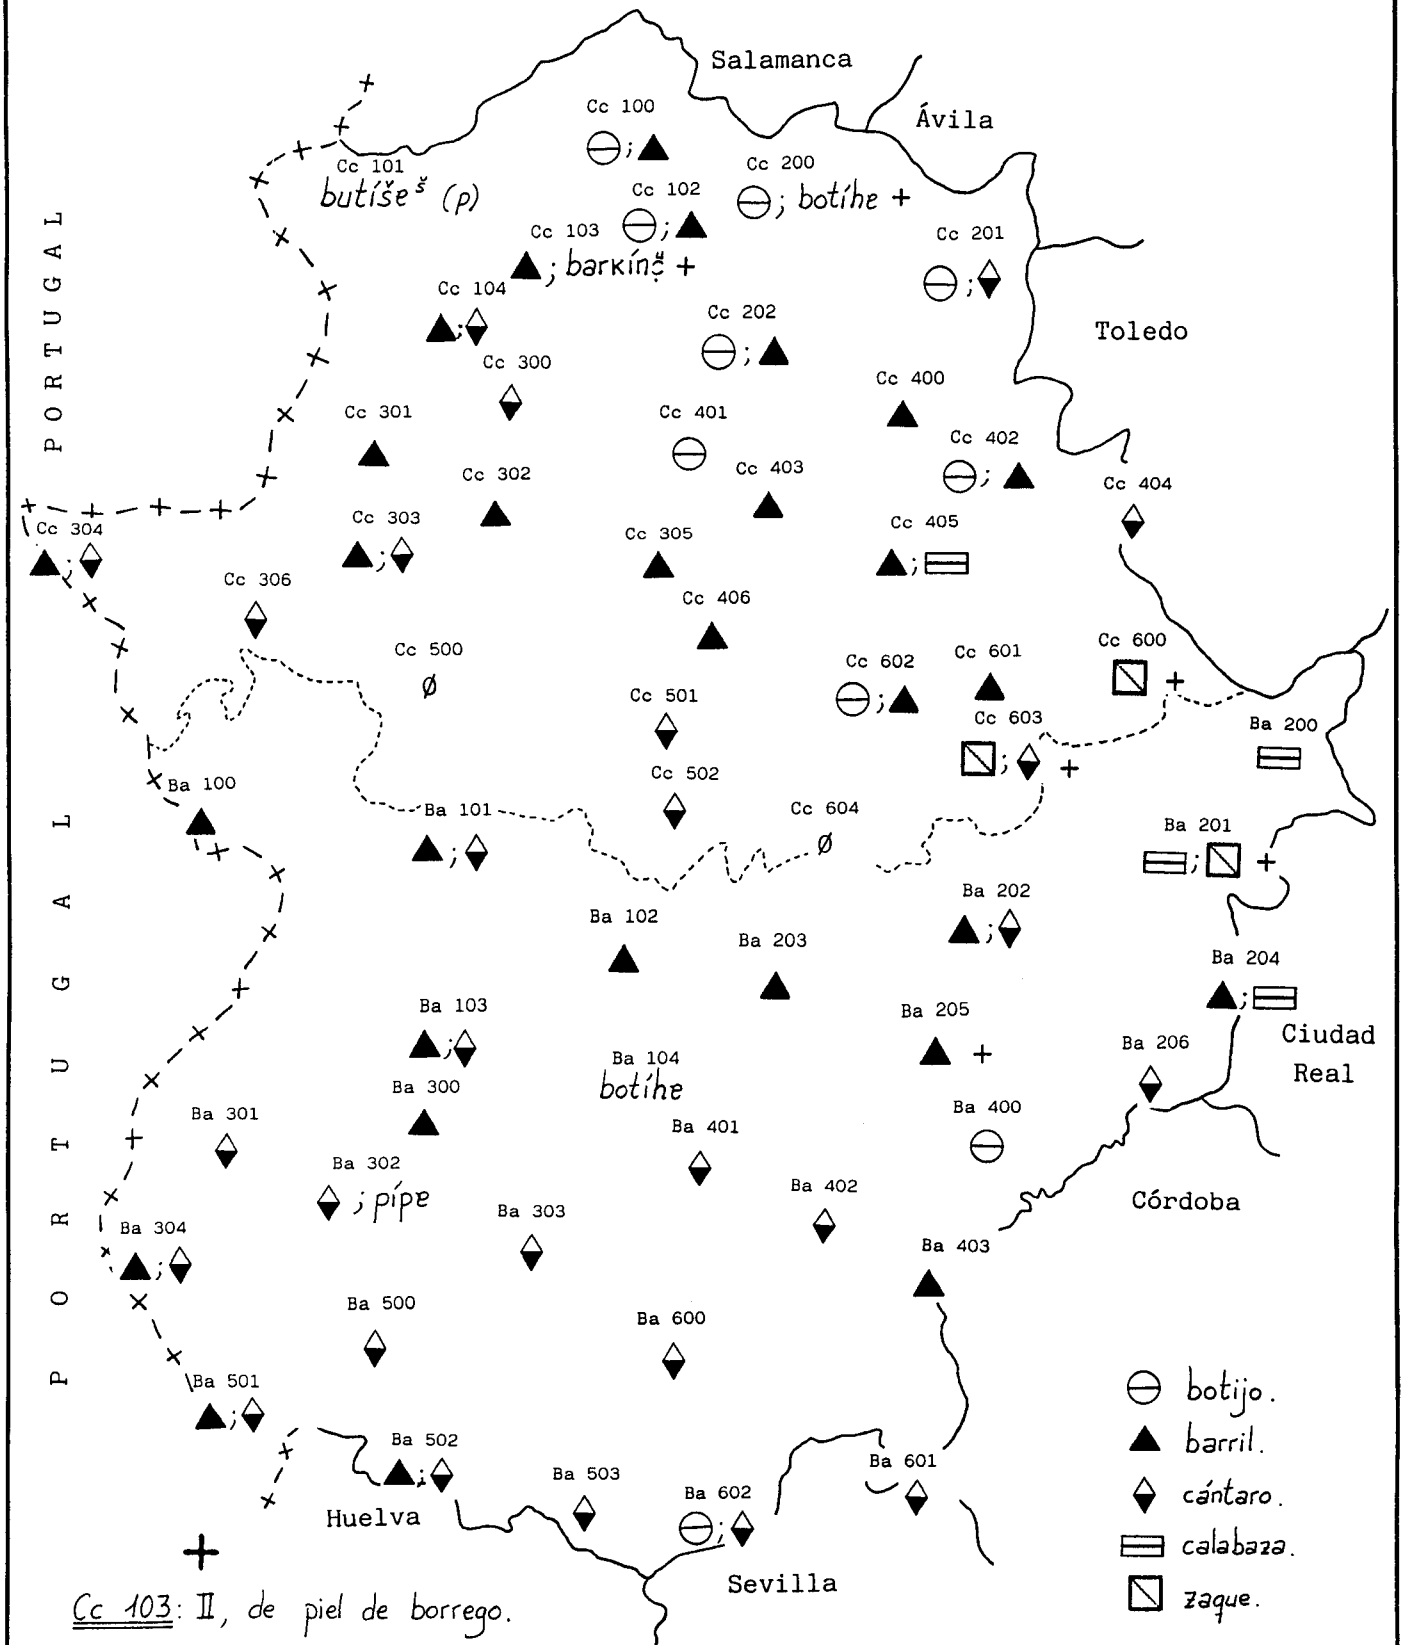 Salamanca
Ávila
Cc 100
Cc 101
butíšeˢ̌ (p)
Cc 200
; botíhe +
Cc 102
Cc 103
; barkín +
Cc 201
Cc 104
Toledo
Cc 202
Cc 300
Cc 400
Cc 301
Cc 401
Cc 402
Cc 302
Cc 403
Cc 404
PORTUGAL
Cc 304
Cc 303
Cc 405
Cc 305
Cc 306
Cc 406
Cc 500
ø
Cc 602
Cc 601
Cc 600
+
Cc 501
Cc 603
+
Ba 200
Cc 502
Ba 100
Ba 101
Cc 604
ø
Ba 201
+
Ba 202
Ba 102
Ba 203
Ba 204
Ba 103
Ba 205
+
Ciudad
Real
Ba 104
botíhe
Ba 206
Ba 300
Ba 301
Ba 401
Ba 400
Ba 302
; pípe
Ba 402
Córdoba
Ba 303
Ba 304
Ba 403
PORTUGAL
Ba 500
Ba 600
Ba 501
botijo.
Ba 502
barril.
Ba 503
Ba 601
Ba 602
cántaro.
Huelva
calabaza.
Sevilla
zaque.
+
Cc 103: II, de piel de borrego.